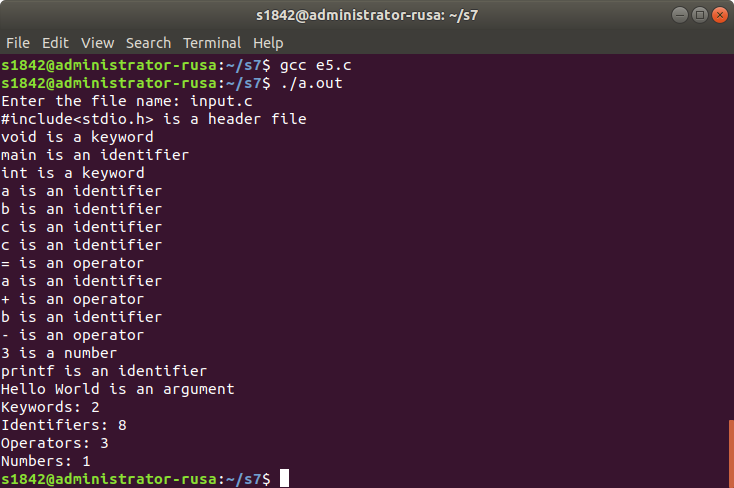 s1842@administrator-rusa: ~/s7
File Edit View Search Terminal Help
s1842@administrator-rusa:~/s7$ gcc e5.c
s1842@administrator-rusa:~/s7$ ./a.out
Enter the file name: input.c
#include<stdio.h> is a header file
void is a keyword
main is an identifier
int is a keyword
a is an identifier
b is an identifier
c is an identifier
c is an identifier
= is an operator
a is an identifier
+ is an operator
b is an identifier
- is an operator
3 is a number
printf is an identifier
Hello World is an argument
Keywords: 2
Identifiers: 8
Operators: 3
Numbers: 1
s1842@administrator-rusa:~/s7$